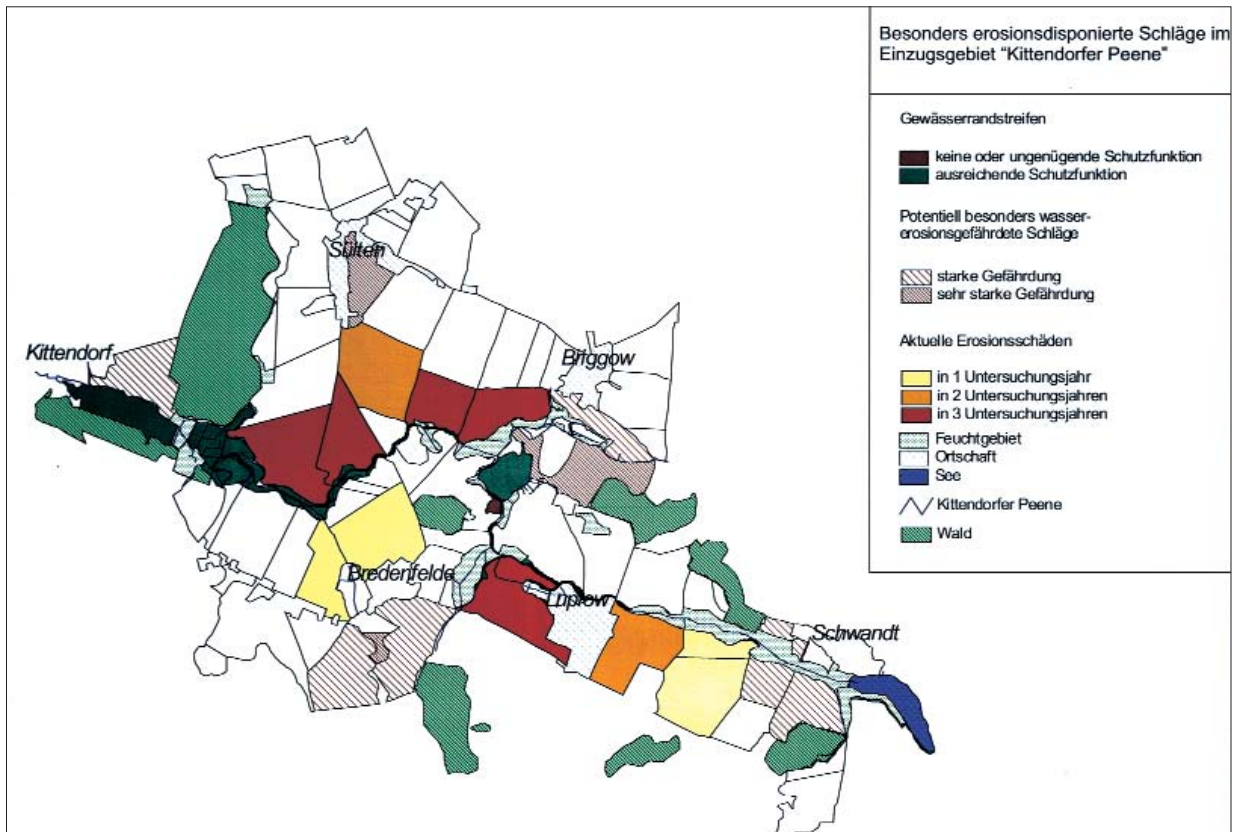 Besonders erosionsdisponierte Schläge im
Einzugsgebiet "Kittendorfer Peene"
Gewässerrandstreifen
keine oder ungenügende Schutzfunktion
ausreichende Schutzfunktion
Potentiell besonders wasser-
erosionsgefährdete Schläge
starke Gefährdung
sehr starke Gefährdung
Aktuelle Erosionsschäden
in 1 Untersuchungsjahr
in 2 Untersuchungsjahren
in 3 Untersuchungsjahren
Feuchtgebiet
Ortschaft
See
Kittendorfer Peene
Wald
Sülten
Kittendorf
Briggow
Bredenfelde
Luplow
Schwandt